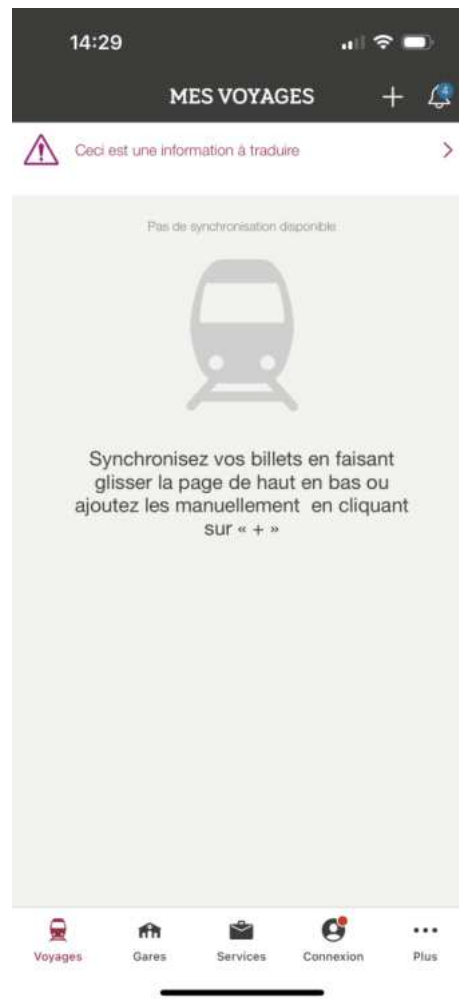 14:29
MES VOYAGES
4
Ceci est une information à traduire
Pas de synchronisation disponible
Synchronisez vos billets en faisant
glisser la page de haut en bas ou
ajoutez les manuellement en cliquant
sur « + »
Voyages
Gares
Services
Connexion
Plus